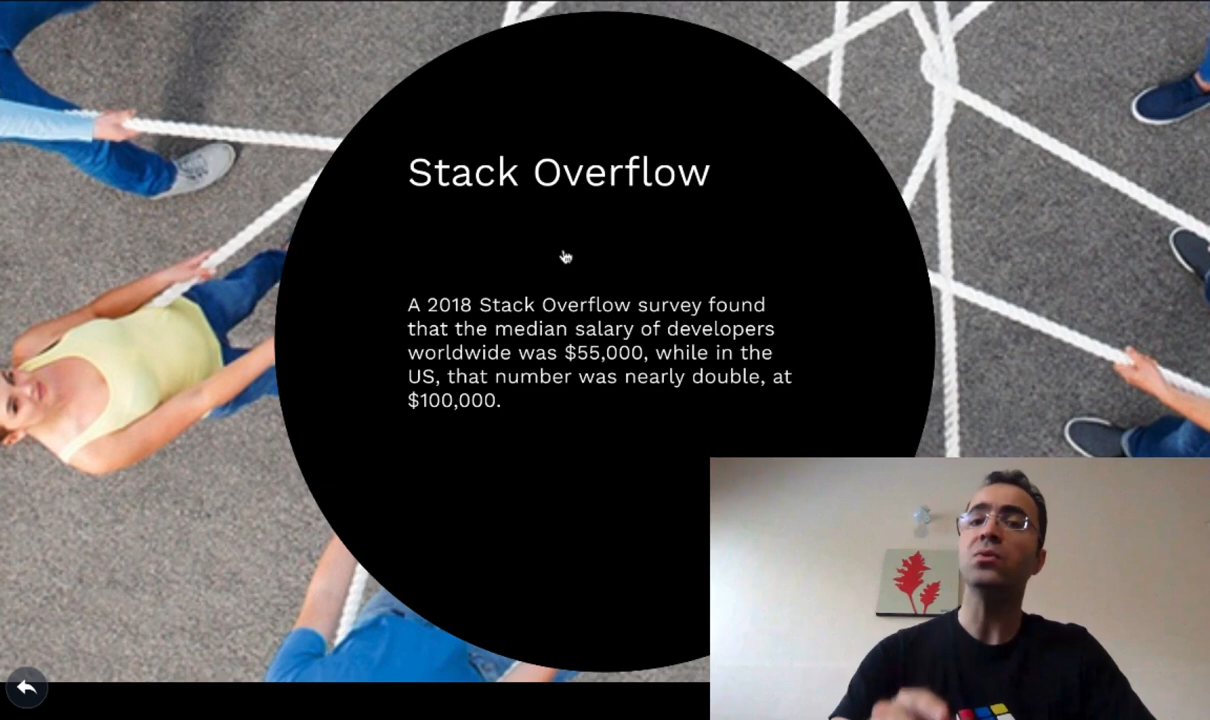 Stack Overflow
A 2018 Stack Overflow survey found
that the median salary of developers
worldwide was $55,000, while in the
US, that number was nearly double, at
$100,000.